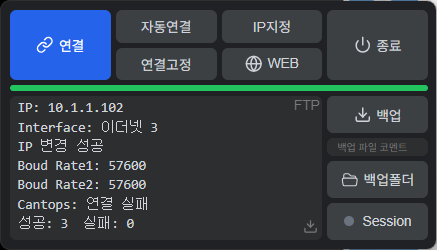 연결
자동연결
IP지정
종료
연결고정
WEB
FTP
IP: 10.1.1.102
Interface: 이더넷 3
IP 변경 성공
Boud Rate1: 57600
Boud Rate2: 57600
Cantops: 연결 실패
성공: 3 실패: 0
백업
백업 파일 코멘트
백업폴더
Session